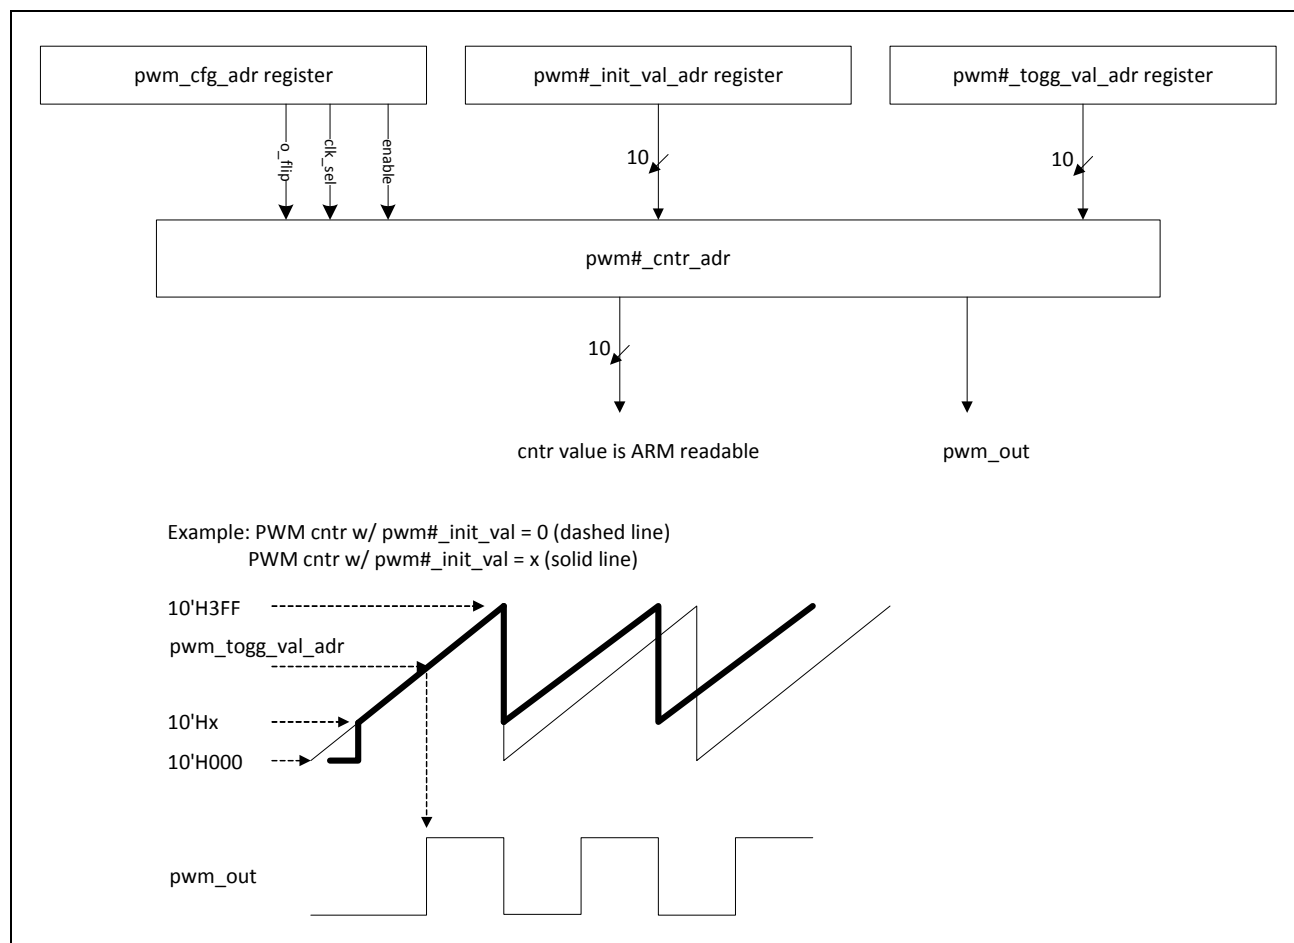 pwm_cfg_adr register
pwm#_init_val_adr register
pwm#_togg_val_adr register
o_flip
clk_sel
enable
10
10
pwm#_cntr_adr
10
cntr value is ARM readable
pwm_out
Example: PWM cntr w/ pwm#_init_val = 0 (dashed line)
PWM cntr w/ pwm#_init_val = x (solid line)
10'H3FF
pwm_togg_val_adr
10'Hx
10'H000
pwm_out